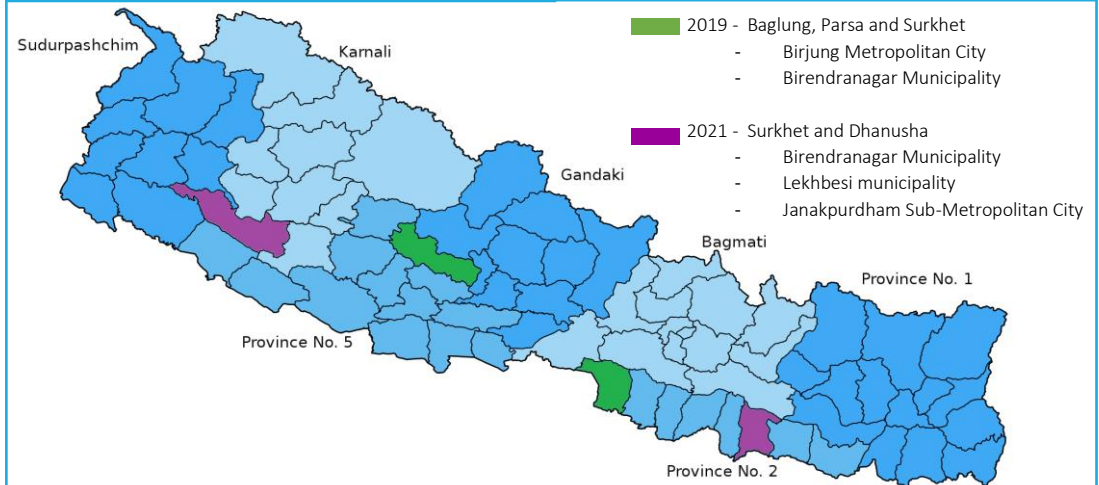 Sudurpashchim
Karnali
Gandaki
Bagmati
Province No. 1
Province No. 5
Province No. 2
2019 - Baglung, Parsa and Surkhet
- Birjung Metropolitan City
- Birendranagar Municipality
2021 - Surkhet and Dhanusha
- Birendranagar Municipality
- Lekhbesi municipality
- Janakpurdham Sub-Metropolitan City